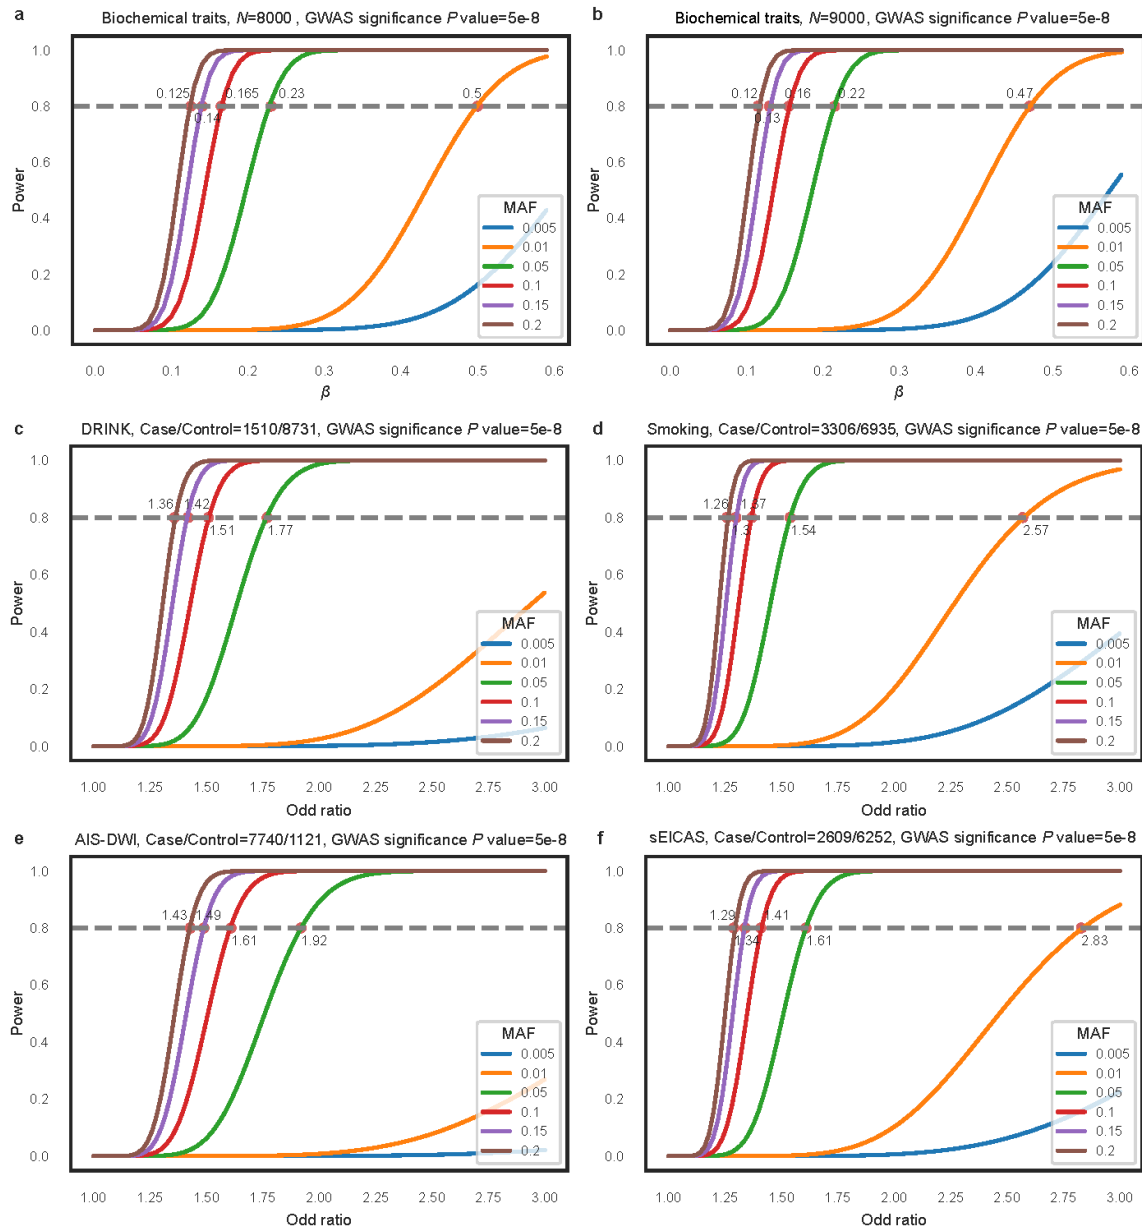 a
Biochemical traits, N=8000 , GWAS significance P value=5e-8
1.0
0.8
0.6
0.4
0.2
0.0
Power
0.125
0.14
0.165
0.23
0.5
MAF
0.005
0.01
0.05
0.1
0.15
0.2
0.0 0.1 0.2 0.3 0.4 0.5 0.6
β
b
Biochemical traits, N=9000, GWAS significance P value=5e-8
1.0
0.8
0.6
0.4
0.2
0.0
Power
0.12
0.13
0.16
0.22
0.47
MAF
0.005
0.01
0.05
0.1
0.15
0.2
0.0 0.1 0.2 0.3 0.4 0.5 0.6
β
c
DRINK, Case/Control=1510/8731, GWAS significance P value=5e-8
1.0
0.8
0.6
0.4
0.2
0.0
Power
1.36
1.42
1.51
1.77
MAF
0.005
0.01
0.05
0.1
0.15
0.2
1.00 1.25 1.50 1.75 2.00 2.25 2.50 2.75 3.00
Odd ratio
d
Smoking, Case/Control=3306/6935, GWAS significance P value=5e-8
1.0
0.8
0.6
0.4
0.2
0.0
Power
1.26
1.3
1.37
1.54
2.57
MAF
0.005
0.01
0.05
0.1
0.15
0.2
1.00 1.25 1.50 1.75 2.00 2.25 2.50 2.75 3.00
Odd ratio
e
AIS-DWI, Case/Control=7740/1121, GWAS significance P value=5e-8
1.0
0.8
0.6
0.4
0.2
0.0
Power
1.43
1.49
1.61
1.92
MAF
0.005
0.01
0.05
0.1
0.15
0.2
1.00 1.25 1.50 1.75 2.00 2.25 2.50 2.75 3.00
Odd ratio
f
sEICAS, Case/Control=2609/6252, GWAS significance P value=5e-8
1.0
0.8
0.6
0.4
0.2
0.0
Power
1.29
1.34
1.41
1.61
2.83
MAF
0.005
0.01
0.05
0.1
0.15
0.2
1.00 1.25 1.50 1.75 2.00 2.25 2.50 2.75 3.00
Odd ratio